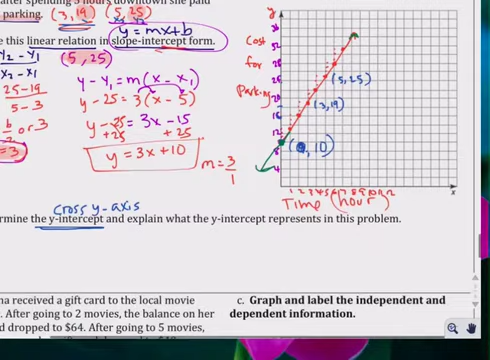 after spending 5 hours downtown she paid
parking. (3, 19) (5, 25)
e this linear relation in slope-intercept form.
y = mx+b
Y2 - Y1
X2 - X1
(5, 25)
25-19
5-3
6/2 or 3
= 3
y - y1 = m(x - x1)
y - 25 = 3(x - 5)
y - 25 = 3x - 15
+25 +25
y = 3x + 10
m = 3/1
y
Cost
for
Parking
(5, 25)
(3, 19)
(0, 10)
x
Time (hour)
cross y-axis
rmine the y-intercept and explain what the y-intercept represents in this problem.
na received a gift card to the local movie
. After going to 2 movies, the balance on her
d dropped to $64. After going to 5 movies,
c. Graph and label the independent and
dependent information.